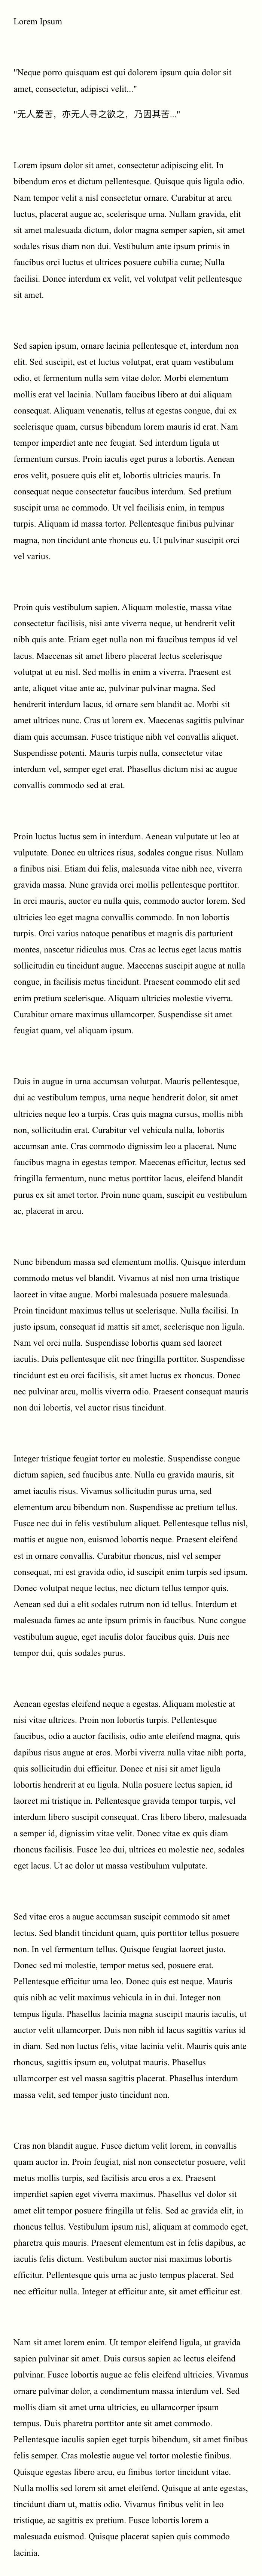 Lorem Ipsum
"Neque porro quisquam est qui dolorem ipsum quia dolor sit
amet, consectetur, adipisci velit..."
"无人爱苦，亦无人寻之欲之，乃因其苦..."
Lorem ipsum dolor sit amet, consectetur adipiscing elit. In
bibendum eros et dictum pellentesque. Quisque quis ligula odio.
Nam tempor velit a nisl consectetur ornare. Curabitur at arcu
luctus, placerat augue ac, scelerisque urna. Nullam gravida, elit
sit amet malesuada dictum, dolor magna semper sapien, sit amet
sodales risus diam non dui. Vestibulum ante ipsum primis in
faucibus orci luctus et ultrices posuere cubilia curae; Nulla
facilisi. Donec interdum ex velit, vel volutpat velit pellentesque
sit amet.
Sed sapien ipsum, ornare lacinia pellentesque et, interdum non
elit. Sed suscipit, est et luctus volutpat, erat quam vestibulum
odio, et fermentum nulla sem vitae dolor. Morbi elementum
mollis erat vel lacinia. Nullam faucibus libero at dui aliquam
consequat. Aliquam venenatis, tellus at egestas congue, dui ex
scelerisque quam, cursus bibendum lorem mauris id erat. Nam
tempor imperdiet ante nec feugiat. Sed interdum ligula ut
fermentum cursus. Proin iaculis eget purus a lobortis. Aenean
eros velit, posuere quis elit et, lobortis ultricies mauris. In
consequat neque consectetur faucibus interdum. Sed pretium
suscipit urna ac commodo. Ut vel facilisis enim, in tempus
turpis. Aliquam id massa tortor. Pellentesque finibus pulvinar
magna, non tincidunt ante rhoncus eu. Ut pulvinar suscipit orci
vel varius.
Proin quis vestibulum sapien. Aliquam molestie, massa vitae
consectetur facilisis, nisi ante viverra neque, ut hendrerit velit
nibh quis ante. Etiam eget nulla non mi faucibus tempus id vel
lacus. Maecenas sit amet libero placerat lectus scelerisque
volutpat ut eu nisl. Sed mollis in enim a viverra. Praesent est
ante, aliquet vitae ante ac, pulvinar pulvinar magna. Sed
hendrerit interdum lacus, id ornare sem blandit ac. Morbi sit
amet ultrices nunc. Cras ut lorem ex. Maecenas sagittis pulvinar
diam quis accumsan. Fusce tristique nibh vel convallis aliquet.
Suspendisse potenti. Mauris turpis nulla, consectetur vitae
interdum vel, semper eget erat. Phasellus dictum nisi ac augue
convallis commodo sed at erat.
Proin luctus luctus sem in interdum. Aenean vulputate ut leo at
vulputate. Donec eu ultrices risus, sodales congue risus. Nullam
a finibus nisi. Etiam dui felis, malesuada vitae nibh nec, viverra
gravida massa. Nunc gravida orci mollis pellentesque porttitor.
In orci mauris, auctor eu nulla quis, commodo auctor lorem. Sed
ultricies leo eget magna convallis commodo. In non lobortis
turpis. Orci varius natoque penatibus et magnis dis parturient
montes, nascetur ridiculus mus. Cras ac lectus eget lacus mattis
sollicitudin eu tincidunt augue. Maecenas suscipit augue at nulla
congue, in facilisis metus tincidunt. Praesent commodo elit sed
enim pretium scelerisque. Aliquam ultricies molestie viverra.
Curabitur ornare maximus ullamcorper. Suspendisse sit amet
feugiat quam, vel aliquam ipsum.
Duis in augue in urna accumsan volutpat. Mauris pellentesque,
dui ac vestibulum tempus, urna neque hendrerit dolor, sit amet
ultricies neque leo a turpis. Cras quis magna cursus, mollis nibh
non, sollicitudin erat. Curabitur vel vehicula nulla, lobortis
accumsan ante. Cras commodo dignissim leo a placerat. Nunc
faucibus magna in egestas tempor. Maecenas efficitur, lectus sed
fringilla fermentum, nunc metus porttitor lacus, eleifend blandit
purus ex sit amet tortor. Proin nunc quam, suscipit eu vestibulum
ac, placerat in arcu.
Nunc bibendum massa sed elementum mollis. Quisque interdum
commodo metus vel blandit. Vivamus at nisl non urna tristique
laoreet in vitae augue. Morbi malesuada posuere malesuada.
Proin tincidunt maximus tellus ut scelerisque. Nulla facilisi. In
justo ipsum, consequat id mattis sit amet, scelerisque non ligula.
Nam vel orci nulla. Suspendisse lobortis quam sed laoreet
iaculis. Duis pellentesque elit nec fringilla porttitor. Suspendisse
tincidunt est eu orci facilisis, sit amet luctus ex rhoncus. Donec
nec pulvinar arcu, mollis viverra odio. Praesent consequat mauris
non dui lobortis, vel auctor risus tincidunt.
Integer tristique feugiat tortor eu molestie. Suspendisse congue
dictum sapien, sed faucibus ante. Nulla eu gravida mauris, sit
amet iaculis risus. Vivamus sollicitudin purus urna, sed
elementum arcu bibendum non. Suspendisse ac pretium tellus.
Fusce nec dui in felis vestibulum aliquet. Pellentesque tellus nisl,
mattis et augue non, euismod lobortis neque. Praesent eleifend
est in ornare convallis. Curabitur rhoncus, nisl vel semper
consequat, mi est gravida odio, id suscipit enim turpis sed ipsum.
Donec volutpat neque lectus, nec dictum tellus tempor quis.
Aenean sed dui a elit sodales rutrum non id tellus. Interdum et
malesuada fames ac ante ipsum primis in faucibus. Nunc congue
vestibulum augue, eget iaculis dolor faucibus quis. Duis nec
tempor dui, quis sodales purus.
Aenean egestas eleifend neque a egestas. Aliquam molestie at
nisi vitae ultrices. Proin non lobortis turpis. Pellentesque
faucibus, odio a auctor facilisis, odio ante eleifend magna, quis
dapibus risus augue at eros. Morbi viverra nulla vitae nibh porta,
quis sollicitudin dui efficitur. Donec et nisi sit amet ligula
lobortis hendrerit at eu ligula. Nulla posuere lectus sapien, id
laoreet mi tristique in. Pellentesque gravida tempor turpis, vel
interdum libero suscipit consequat. Cras libero libero, malesuada
a semper id, dignissim vitae velit. Donec vitae ex quis diam
rhoncus facilisis. Fusce leo dui, ultrices eu molestie nec, sodales
eget lacus. Ut ac dolor ut massa vestibulum vulputate.
Sed vitae eros a augue accumsan suscipit commodo sit amet
lectus. Sed blandit tincidunt quam, quis porttitor tellus posuere
non. In vel fermentum tellus. Quisque feugiat laoreet justo.
Donec sed mi molestie, tempor metus sed, posuere erat.
Pellentesque efficitur urna leo. Donec quis est neque. Mauris
quis nibh ac velit maximus vehicula in in dui. Integer non
tempus ligula. Phasellus lacinia magna suscipit mauris iaculis, ut
auctor velit ullamcorper. Duis non nibh id lacus sagittis varius id
in diam. Sed non luctus felis, vitae lacinia velit. Mauris quis ante
rhoncus, sagittis ipsum eu, volutpat mauris. Phasellus
ullamcorper est vel massa sagittis placerat. Phasellus interdum
massa velit, sed tempor justo tincidunt non.
Cras non blandit augue. Fusce dictum velit lorem, in convallis
quam auctor in. Proin feugiat, nisl non consectetur posuere, velit
metus mollis turpis, sed facilisis arcu eros a ex. Praesent
imperdiet sapien eget viverra maximus. Phasellus vel dolor sit
amet elit tempor posuere fringilla ut felis. Sed ac gravida elit, in
rhoncus tellus. Vestibulum ipsum nisl, aliquam at commodo eget,
pharetra quis mauris. Praesent elementum est in felis dapibus, ac
iaculis felis dictum. Vestibulum auctor nisi maximus lobortis
efficitur. Pellentesque quis urna ac justo tempus placerat. Sed
nec efficitur nulla. Integer at efficitur ante, sit amet efficitur est.
Nam sit amet lorem enim. Ut tempor eleifend ligula, ut gravida
sapien pulvinar sit amet. Duis cursus sapien ac lectus eleifend
pulvinar. Fusce lobortis augue ac felis eleifend ultricies. Vivamus
ornare pulvinar dolor, a condimentum massa interdum vel. Sed
mollis diam sit amet urna ultricies, eu ullamcorper ipsum
tempus. Duis pharetra porttitor ante sit amet commodo.
Pellentesque iaculis sapien eget turpis bibendum, sit amet finibus
felis semper. Cras molestie augue vel tortor molestie finibus.
Quisque egestas libero arcu, eu finibus tortor tincidunt vitae.
Nulla mollis sed lorem sit amet eleifend. Quisque at ante egestas,
tincidunt diam ut, mattis odio. Vivamus finibus velit in leo
tristique, ac sagittis ex pretium. Fusce lobortis lorem a
malesuada euismod. Quisque placerat sapien quis commodo
lacinia.